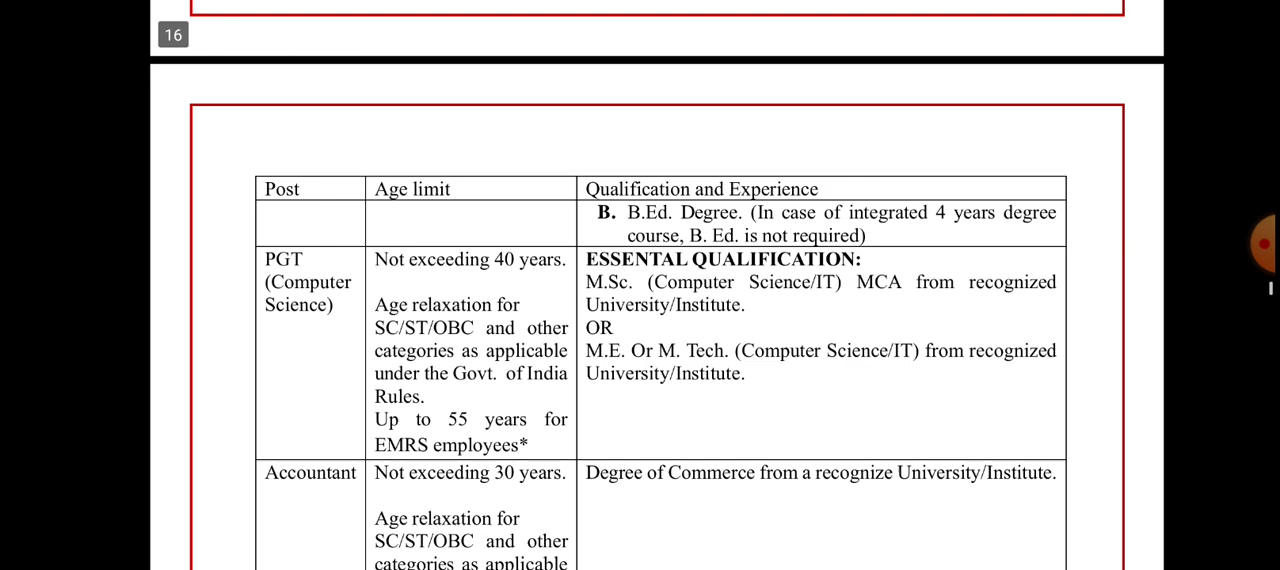 16
Post Age limit Qualification and Experience
B. B.Ed. Degree. (In case of integrated 4 years degree
course, B. Ed. is not required)
PGT
(Computer
Science)
Not exceeding 40 years.
Age relaxation for
SC/ST/OBC and other
categories as applicable
under the Govt. of India
Rules.
Up to 55 years for
EMRS employees*
ESSENTAL QUALIFICATION:
M.Sc. (Computer Science/IT) MCA from recognized
University/Institute.
OR
M.E. Or M. Tech. (Computer Science/IT) from recognized
University/Institute.
Accountant
Not exceeding 30 years.
Age relaxation for
SC/ST/OBC and other
categories as applicable
Degree of Commerce from a recognize University/Institute.